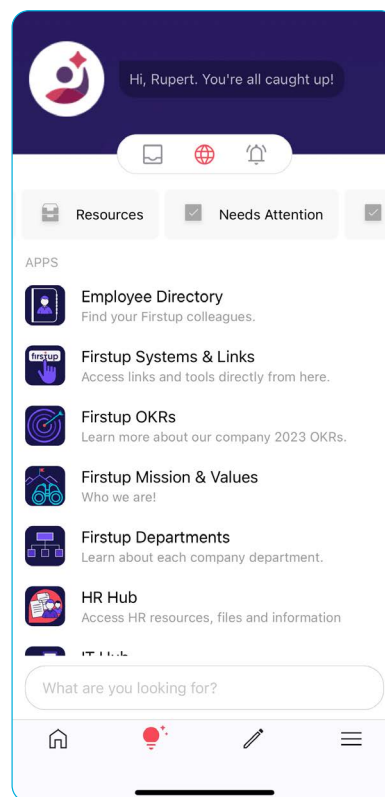 Hi, Rupert. You're all caught up!
Resources
Needs Attention
APPS
Employee Directory
Find your Firstup colleagues.
firstup
Firstup Systems & Links
Access links and tools directly from here.
Firstup OKRs
Learn more about our company 2023 OKRs.
Firstup Mission & Values
Who we are!
Firstup Departments
Learn about each company department.
HR Hub
Access HR resources, files and information
IT Hub
What are you looking for?